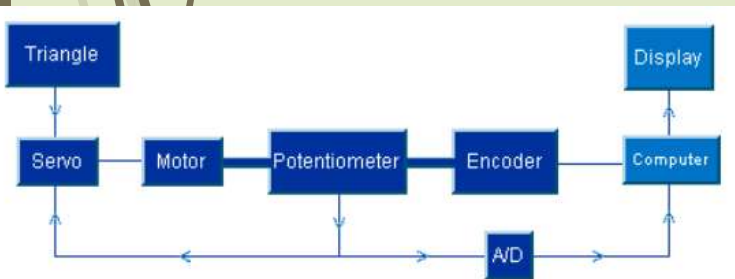 Triangle
Display
Servo
Motor
Potentiometer
Encoder
Computer
A/D